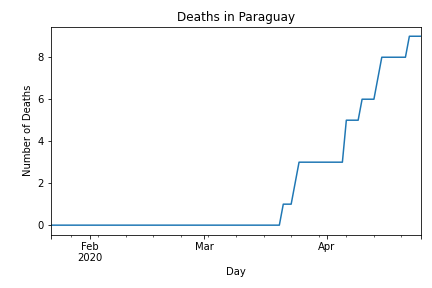 Deaths in Paraguay
8
6
4
2
0
Number of Deaths
Feb
2020
Mar
Apr
Day